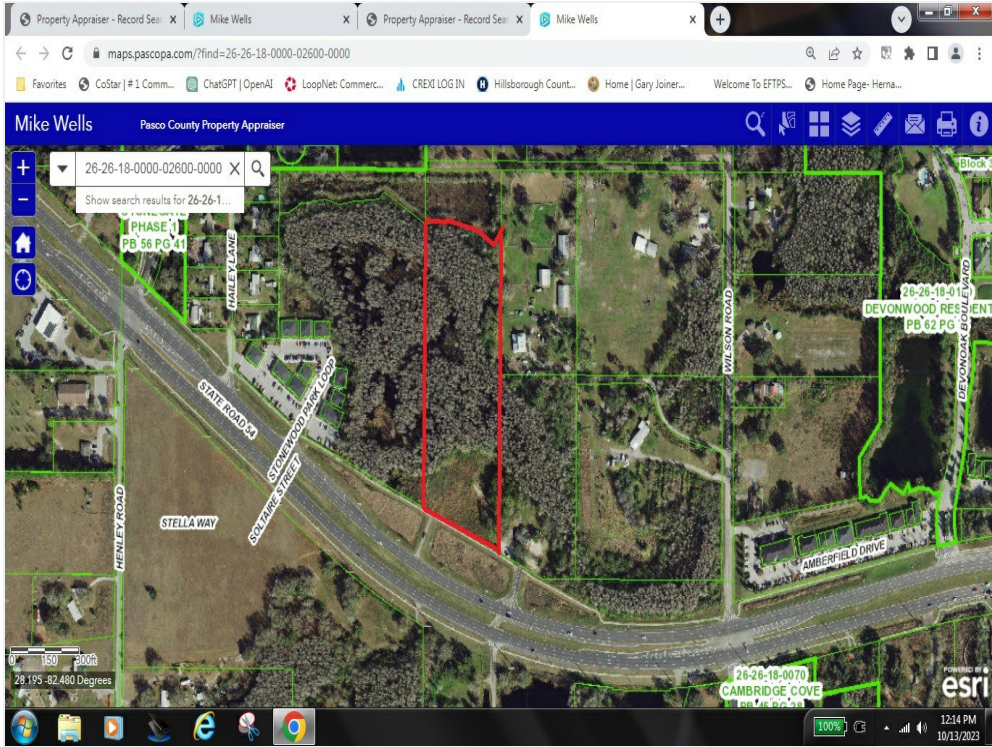 Property Appraiser - Record Sear
Mike Wells
Property Appraiser - Record Sear
Mike Wells
maps.pascopa.com/?find=26-26-18-0000-02600-0000
Favorites
CoStar | # 1 Comm...
ChatGPT | OpenAI
LoopNet: Commerc...
CREXI LOG IN
Hillsborough Count...
Home | Gary Joiner...
Welcome To EFTPS...
Home Page- Herna...
Mike Wells
Pasco County Property Appraiser
26-26-18-0000-02600-0000
Show search results for 26-26-1...
STONEGATE
PHASE 1
PB 56 PG 41
HAILEY LANE
Block 3
26-26-18-01
DEVONWOOD RESIDENT
PB 62 PG
DEVONOAK BOULEVARD
WILSON ROAD
STATE ROAD 54
STONEWOOD PARK LOOP
SOLTAIRE STREET
STELLA WAY
HENLEY ROAD
AMBERFIELD DRIVE
0 150 300ft
28.195 -82.480 Degrees
26-26-18-0070
CAMBRIDGE COVE
PB 45 PG 28
POWERED BY
esri
100%
12:14 PM
10/13/2023